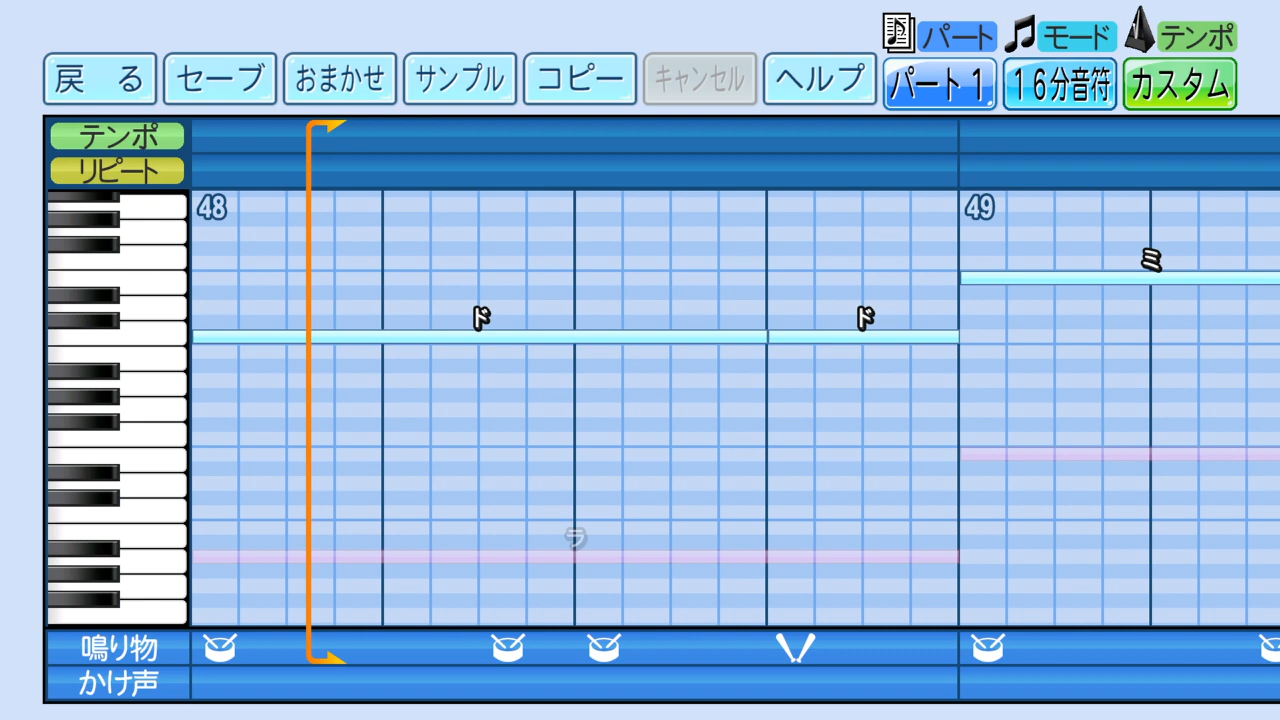 パート モード テンポ
戻る セーブ おまかせ サンプル コピー キャンセル ヘルプ パート1 16分音符 カスタム
テンポ
リピート
48 49
ミ
ド ド
ラ
鳴り物
かけ声